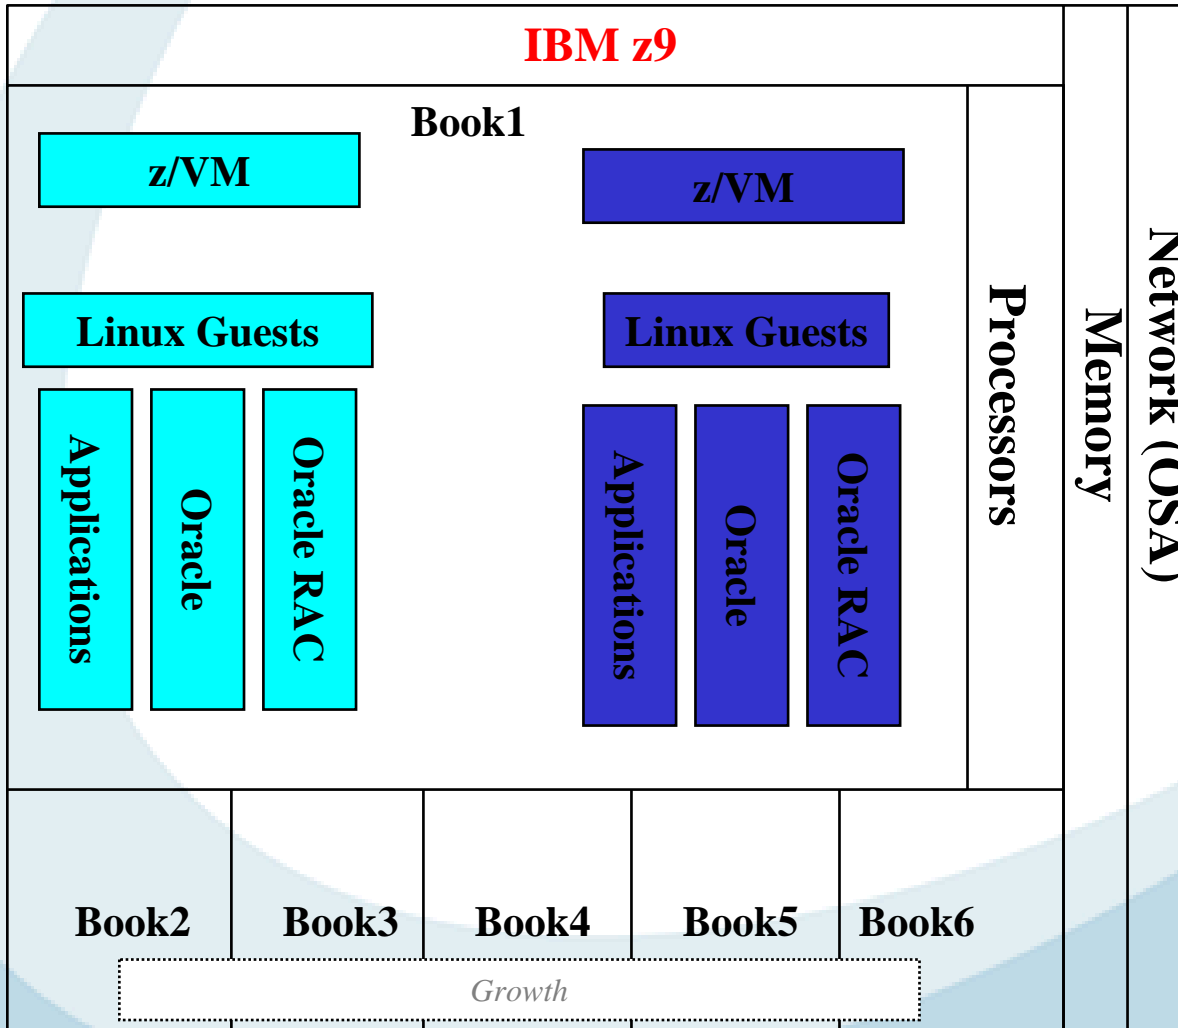 IBM z9
Book1
z/VM
z/VM
Linux Guests
Linux Guests
Applications
Oracle
Oracle RAC
Applications
Oracle
Oracle RAC
Processors
Memory
Network (OSA)
Book2
Book3
Book4
Book5
Book6
Growth